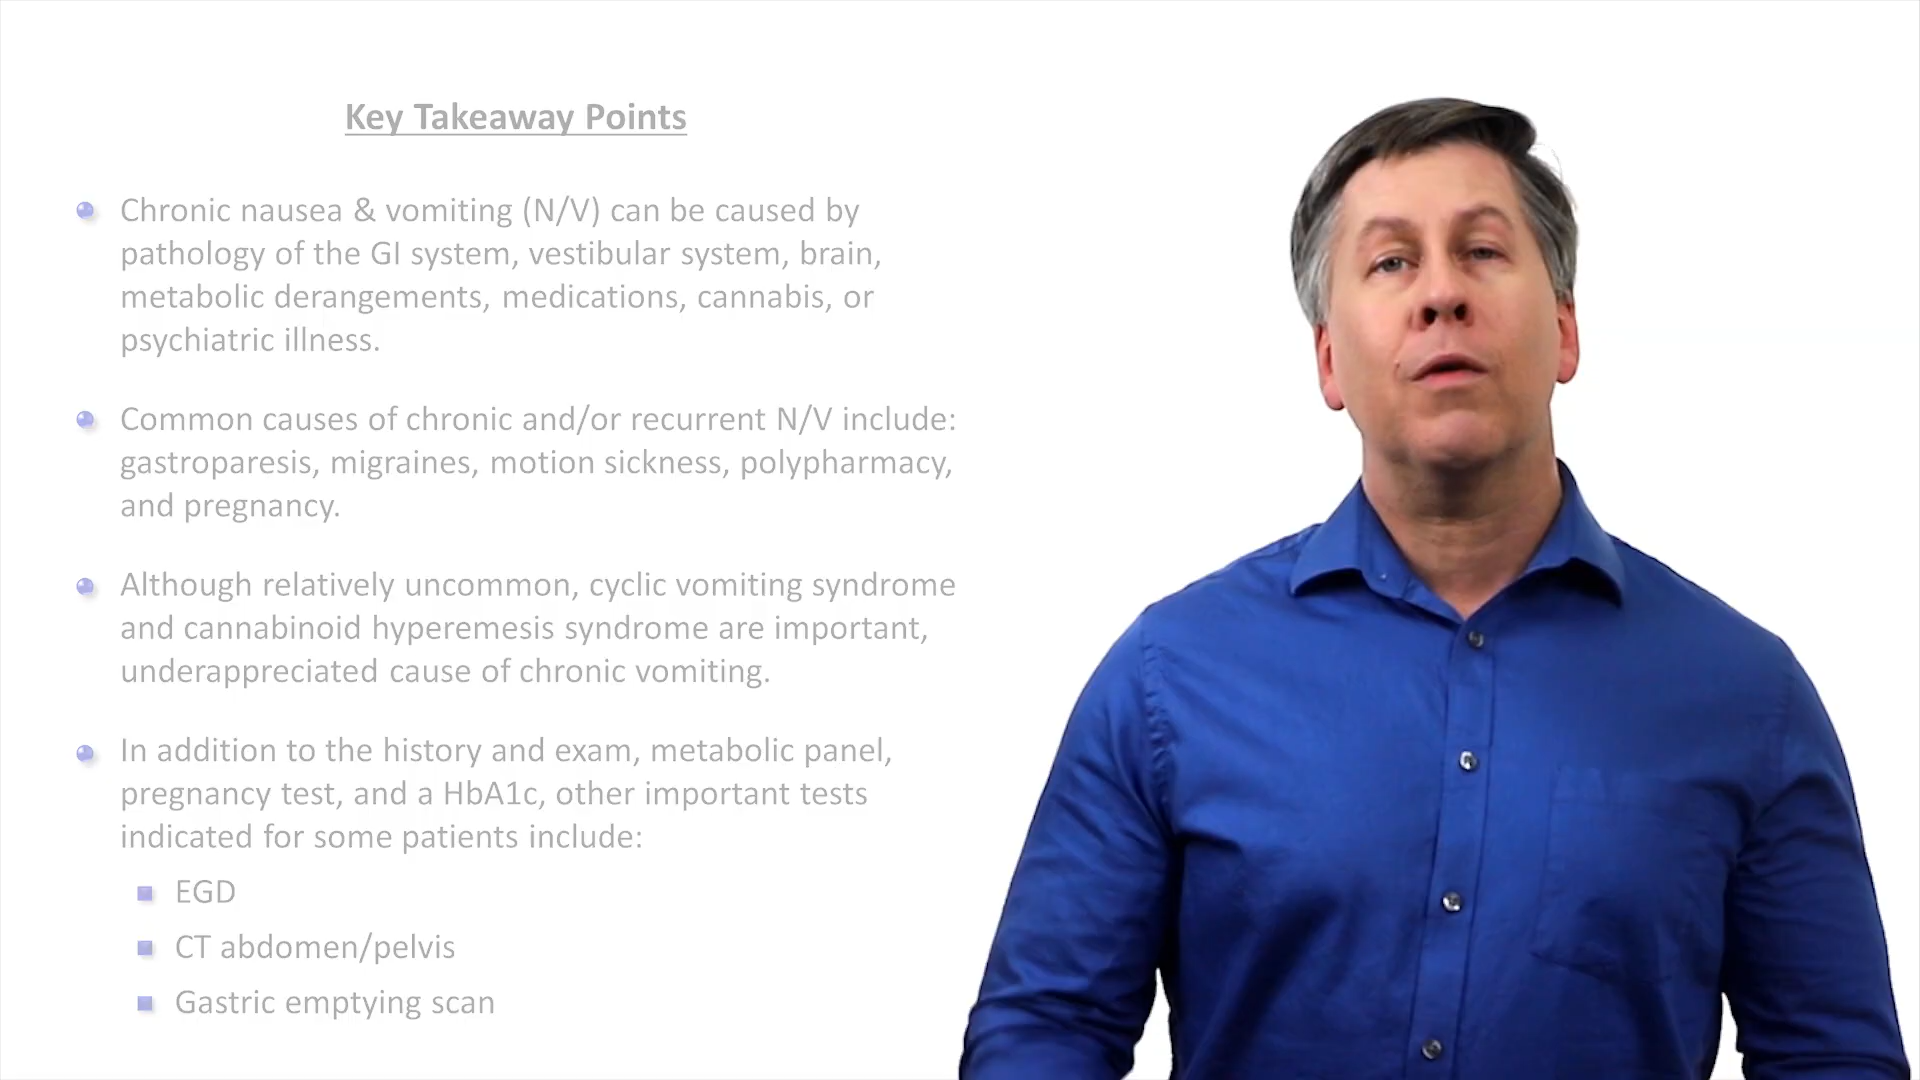 Key Takeaway Points
Chronic nausea & vomiting (N/V) can be caused by
pathology of the GI system, vestibular system, brain,
metabolic derangements, medications, cannabis, or
psychiatric illness.
Common causes of chronic and/or recurrent N/V include:
gastroparesis, migraines, motion sickness, polypharmacy,
and pregnancy.
Although relatively uncommon, cyclic vomiting syndrome
and cannabinoid hyperemesis syndrome are important,
underappreciated cause of chronic vomiting.
In addition to the history and exam, metabolic panel,
pregnancy test, and a HbA1c, other important tests
indicated for some patients include:
EGD
CT abdomen/pelvis
Gastric emptying scan